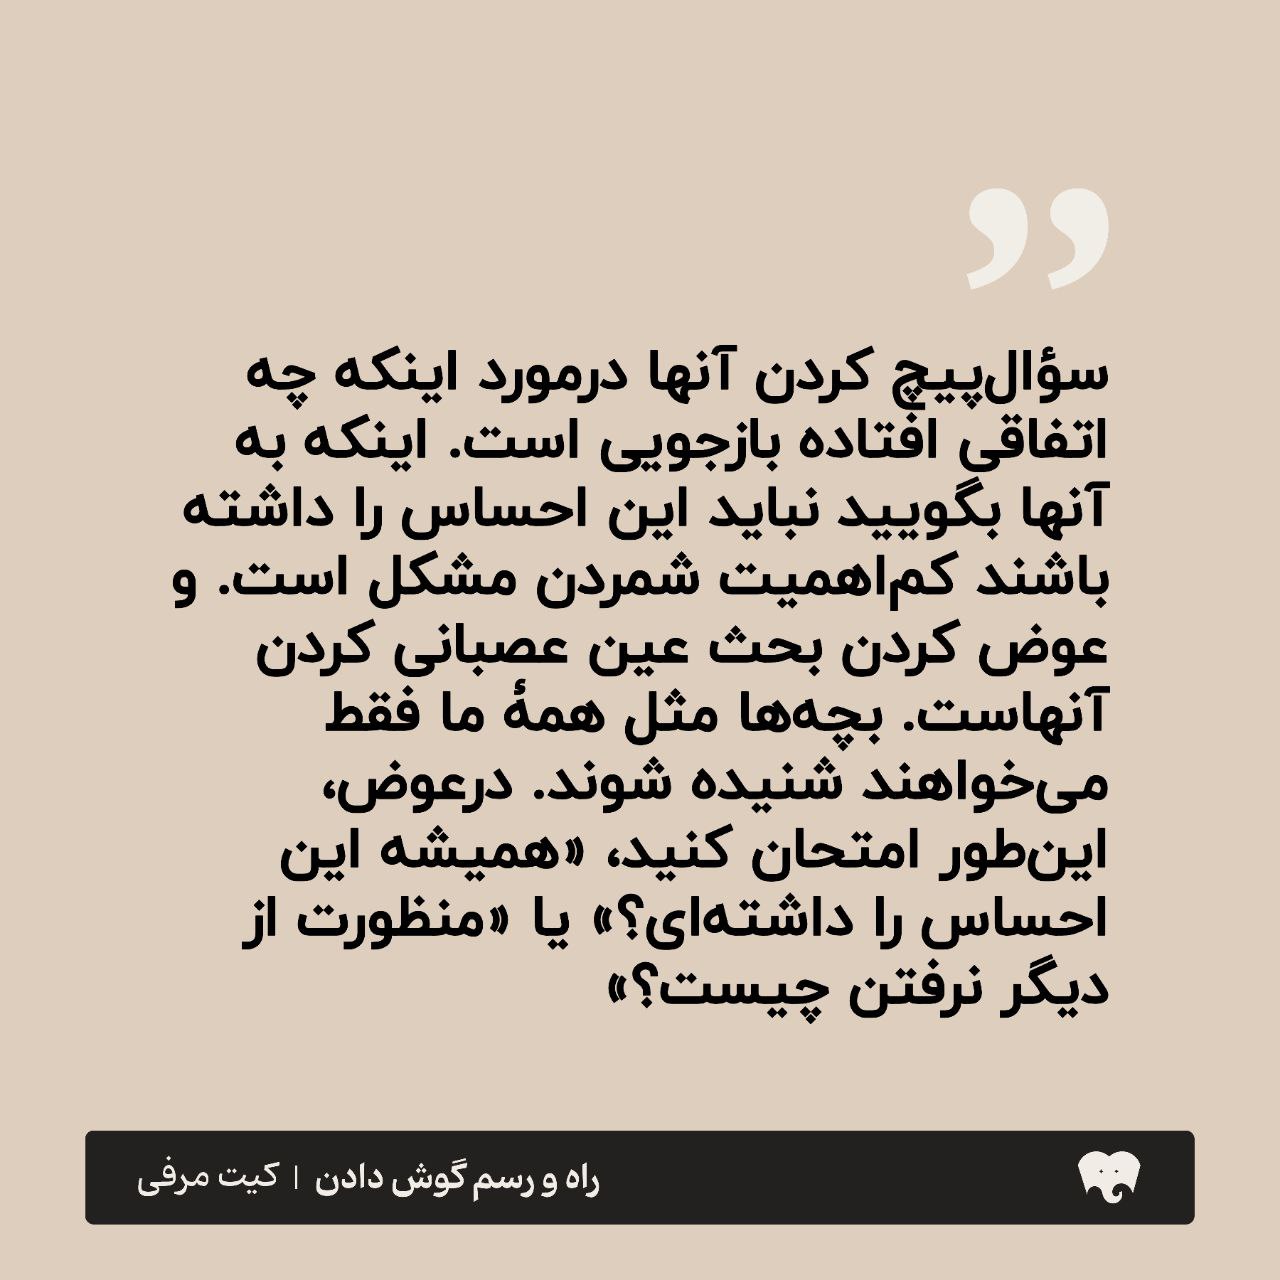 سؤال‌پیچ کردن آنها درمورد اینکه چه
اتفاقی افتاده بازجویی است. اینکه به
آنها بگویید نباید این احساس را داشته
باشند کم‌اهمیت شمردن مشکل است. و
عوض کردن بحث عین عصبانی کردن
آنهاست. بچه‌ها مثل همهٔ ما فقط
می‌خواهند شنیده شوند. درعوض،
این‌طور امتحان کنید، «همیشه این
احساس را داشته‌ای؟» یا «منظورت از
دیگر نرفتن چیست؟»
راه و رسم گوش دادن | کیت مرفی